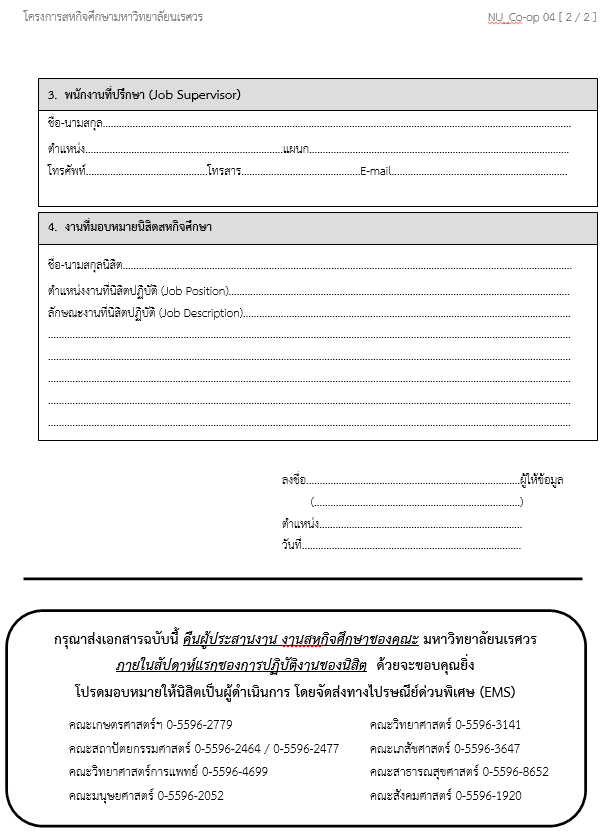 โครงการสหกิจศึกษามหาวิทยาลัยนเรศวร NU_Co-op 04 [ 2 / 2 ]
3. พนักงานที่ปรึกษา (Job Supervisor)
ชื่อ-นามสกุล..........................................................................
ตำแหน่ง........................................แผนก........................................
โทรศัพท์..............................โทรสาร..............................E-mail..............................
4. งานที่มอบหมายนิสิตสหกิจศึกษา
ชื่อ-นามสกุลนิสิต..........................................................................
ตำแหน่งงานที่นิสิตปฏิบัติ (Job Position)............................................................
ลักษณะงานที่นิสิตปฏิบัติ (Job Description)............................................................
..........................................................................
..........................................................................
..........................................................................
..........................................................................
..........................................................................
ลงชื่อ..................................................ผู้ให้ข้อมูล
(..................................................)
ตำแหน่ง..................................................
วันที่..................................................
กรุณาส่งเอกสารฉบับนี้ คืนผู้ประสานงาน งานสหกิจศึกษาของคณะ มหาวิทยาลัยนเรศวร
ภายในสัปดาห์แรกของการปฏิบัติงานของนิสิต ด้วยจะขอบคุณยิ่ง
โปรดมอบหมายให้นิสิตเป็นผู้ดำเนินการ โดยจัดส่งทางไปรษณีย์ด่วนพิเศษ (EMS)
คณะเกษตรศาสตร์ฯ 0-5596-2779 คณะวิทยาศาสตร์ 0-5596-3141
คณะสถาปัตยกรรมศาสตร์ 0-5596-2464 / 0-5596-2477 คณะเภสัชศาสตร์ 0-5596-3647
คณะวิทยาศาสตร์การแพทย์ 0-5596-4699 คณะสาธารณสุขศาสตร์ 0-5596-8652
คณะมนุษยศาสตร์ 0-5596-2052 คณะสังคมศาสตร์ 0-5596-1920